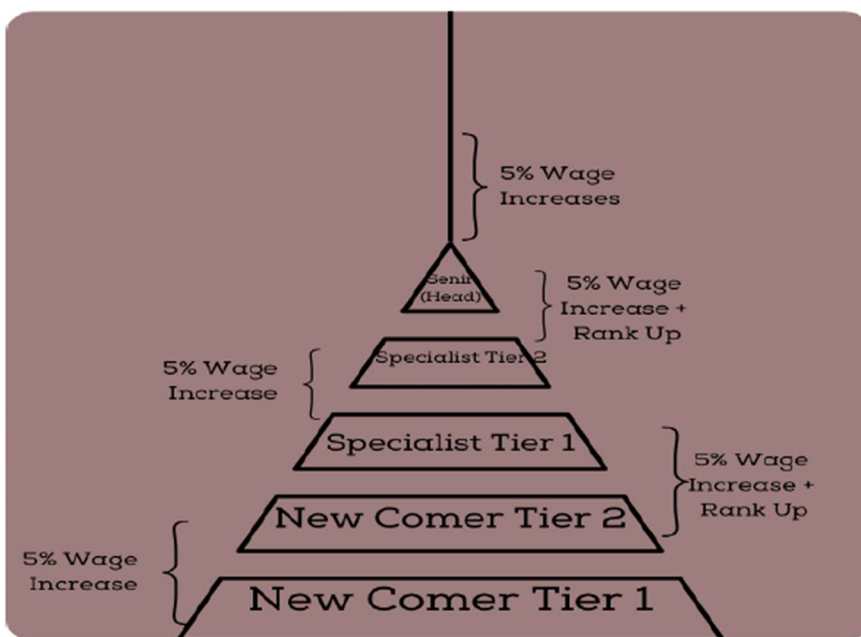 5% Wage
Increases
Senir
(Head)
5% Wage
Increase +
Rank Up
Specialist Tier 2
5% Wage
Increase
Specialist Tier 1
5% Wage
Increase +
Rank Up
New Comer Tier 2
5% Wage
Increase
New Comer Tier 1